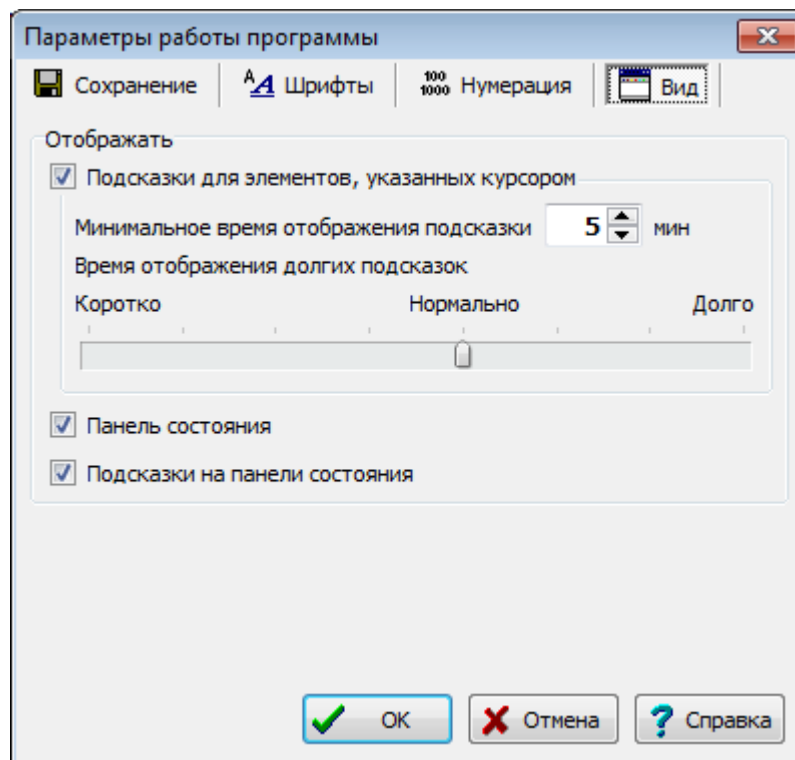 Параметры работы программы
Сохранение АA Шрифты 100 1000 Нумерация Вид
Отображать
Подсказки для элементов, указанных курсором
Минимальное время отображения подсказки 5 мин
Время отображения долгих подсказок
Коротко Нормально Долго
Панель состояния
Подсказки на панели состояния
OK Отмена ? Справка